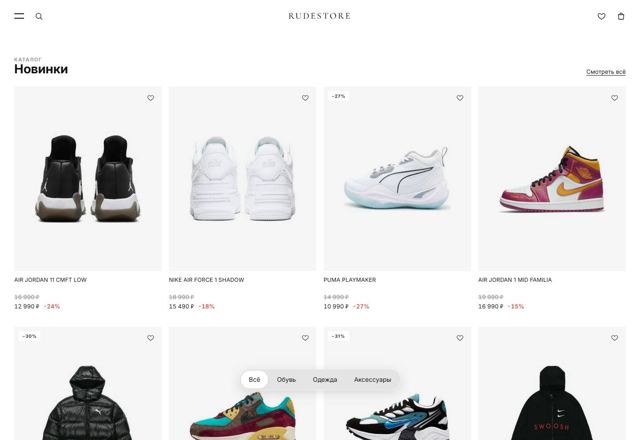 RUDESTORE
КАТАЛОГ
Новинки
Смотреть всё
-27%
AIR JORDAN 11 CMFT LOW
NIKE AIR FORCE 1 SHADOW
PUMA PLAYMAKER
AIR JORDAN 1 MID FAMILIA
16 990 ₽
18 990 ₽
14 990 ₽
19 990 ₽
12 990 ₽ -24%
15 490 ₽ -18%
10 990 ₽ -27%
16 990 ₽ -15%
-30%
-31%
Всё
Обувь
Одежда
Аксессуары
SWOOSH